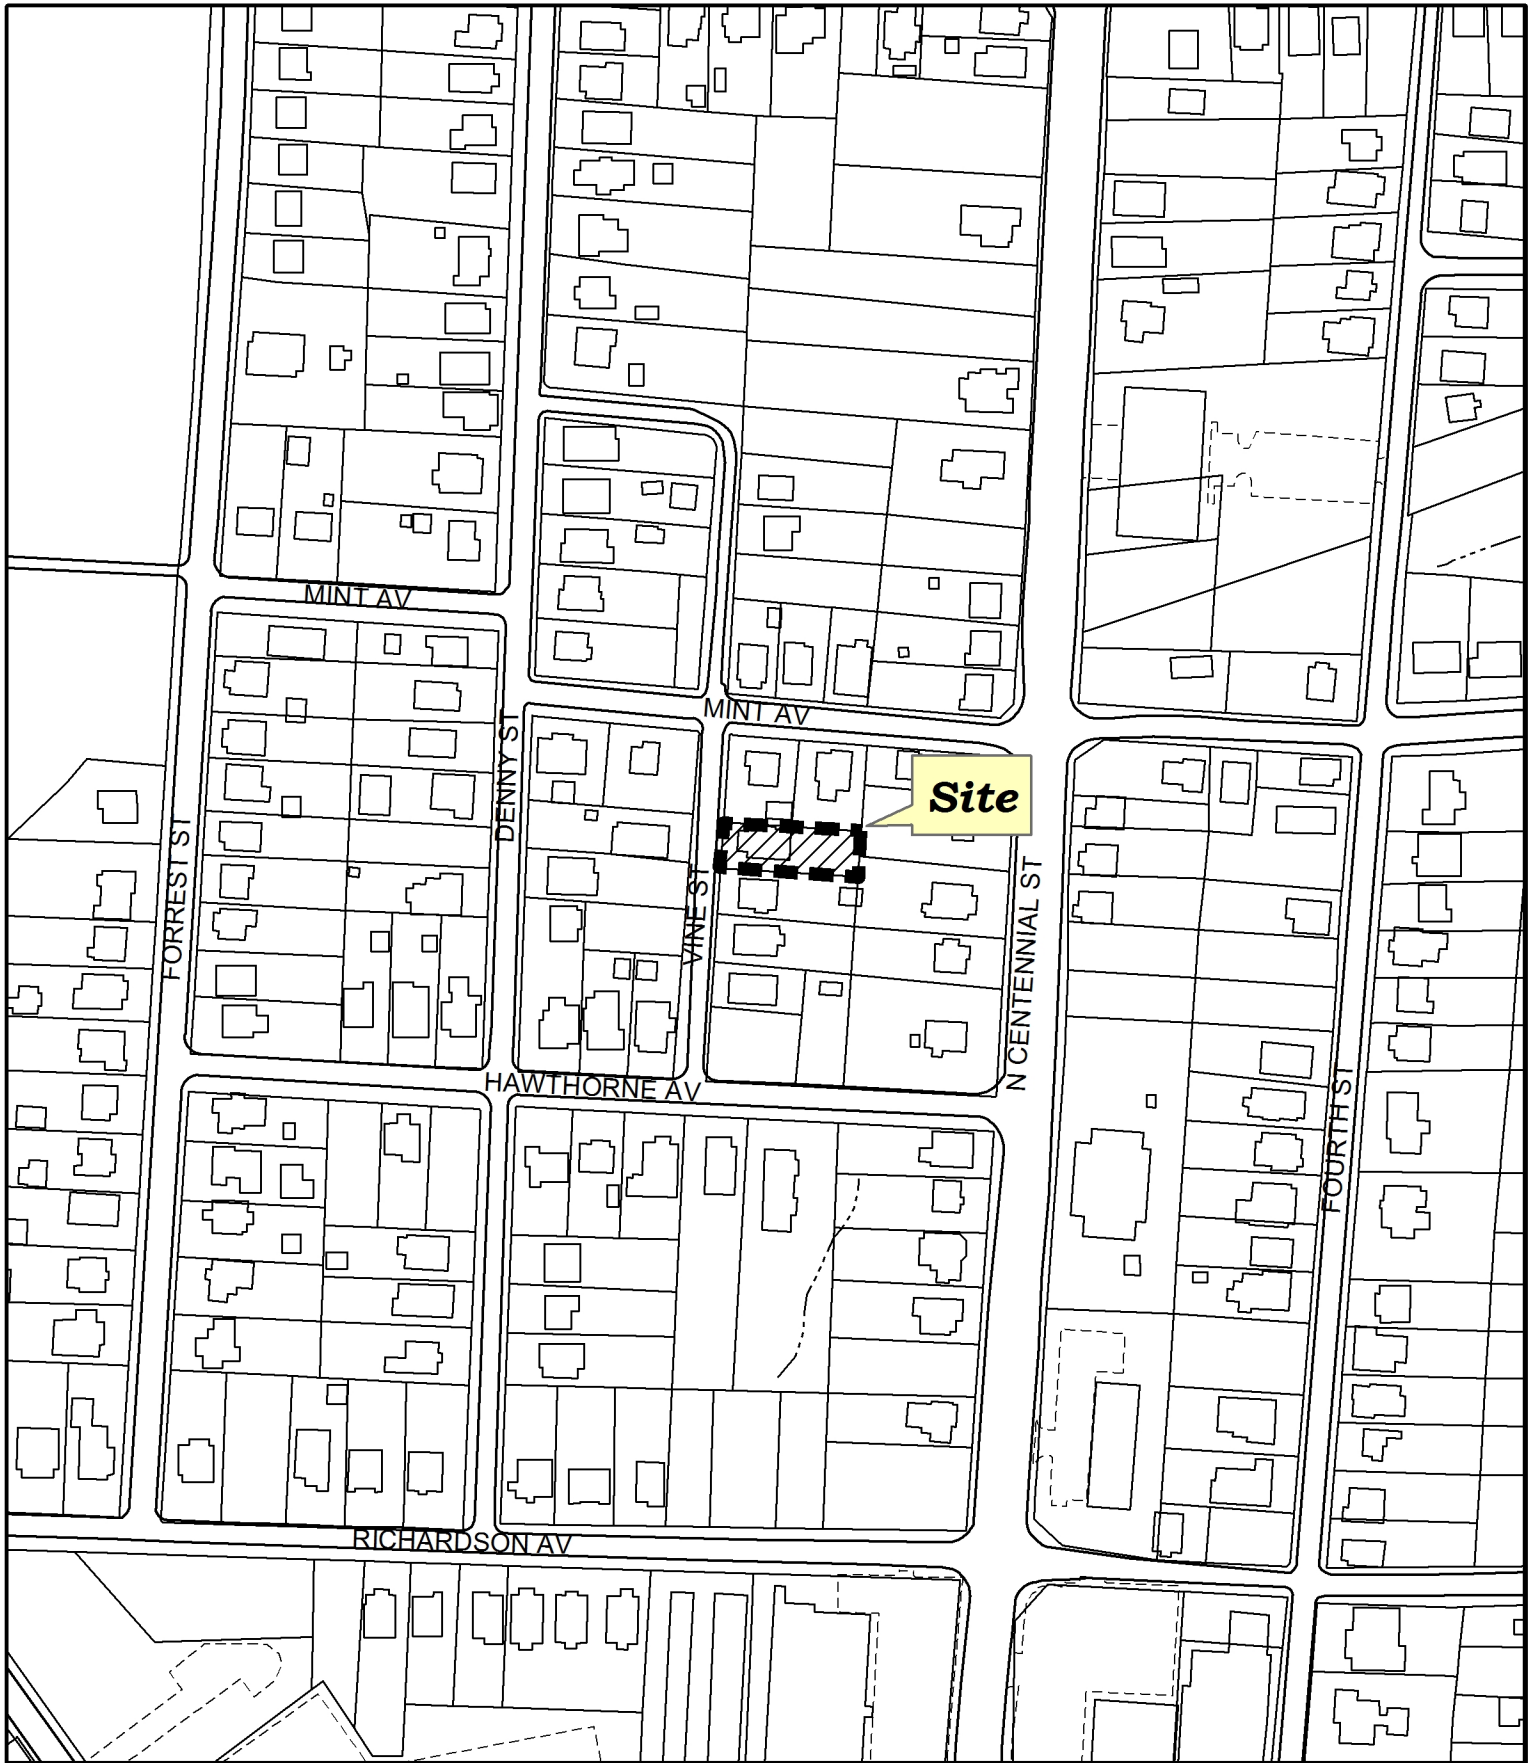 MINT AV
MINT AV
DENNY ST
Site
FORREST ST
VINE ST
N CENTENNIAL ST
HAWTHORNE AV
FOURTH ST
RICHARDSON AV